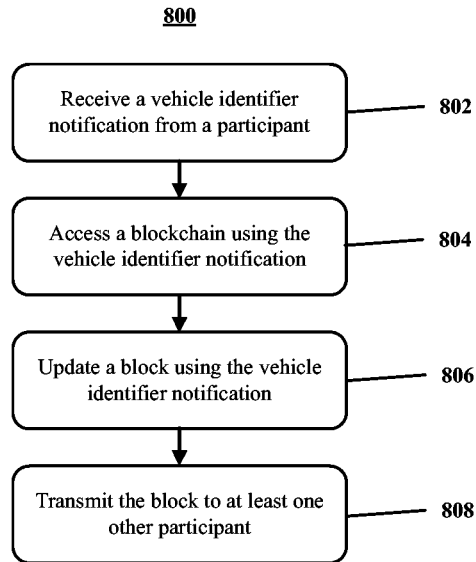 800
Receive a vehicle identifier
notification from a participant
802
Access a blockchain using the
vehicle identifier notification
804
Update a block using the vehicle
identifier notification
806
Transmit the block to at least one
other participant
808